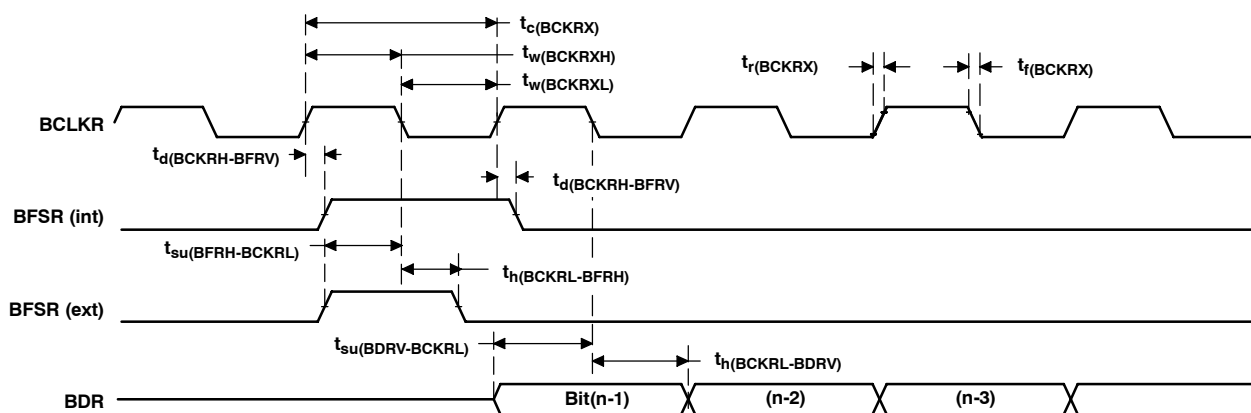 tc(BCKRX)
tw(BCKRXH)
tr(BCKRX)
tf(BCKRX)
tw(BCKRXL)
BCLKR
td(BCKRH-BFRV)
td(BCKRH-BFRV)
BFSR (int)
tsu(BFRH-BCKRL)
th(BCKRL-BFRH)
BFSR (ext)
tsu(BDRV-BCKRL)
th(BCKRL-BDRV)
BDR
Bit(n-1)
(n-2)
(n-3)